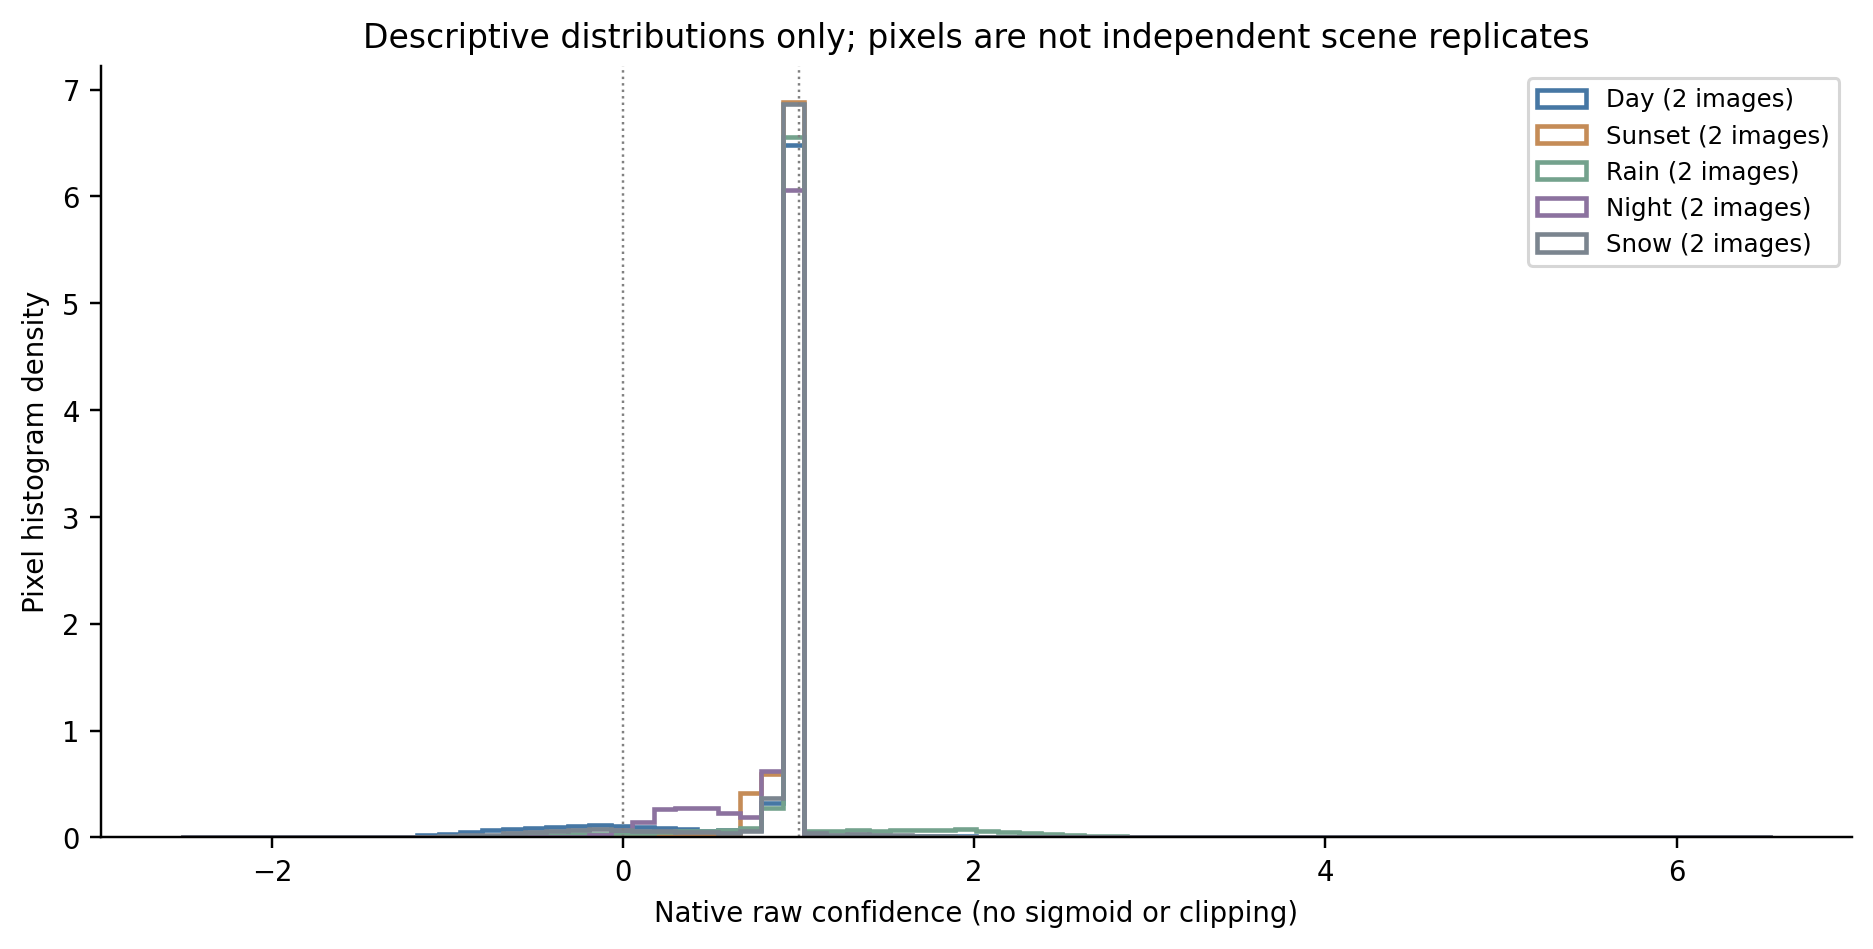 Descriptive distributions only; pixels are not independent scene replicates
Pixel histogram density
7
6
5
4
3
2
1
0
−2
0
2
4
6
Native raw confidence (no sigmoid or clipping)
Day (2 images)
Sunset (2 images)
Rain (2 images)
Night (2 images)
Snow (2 images)